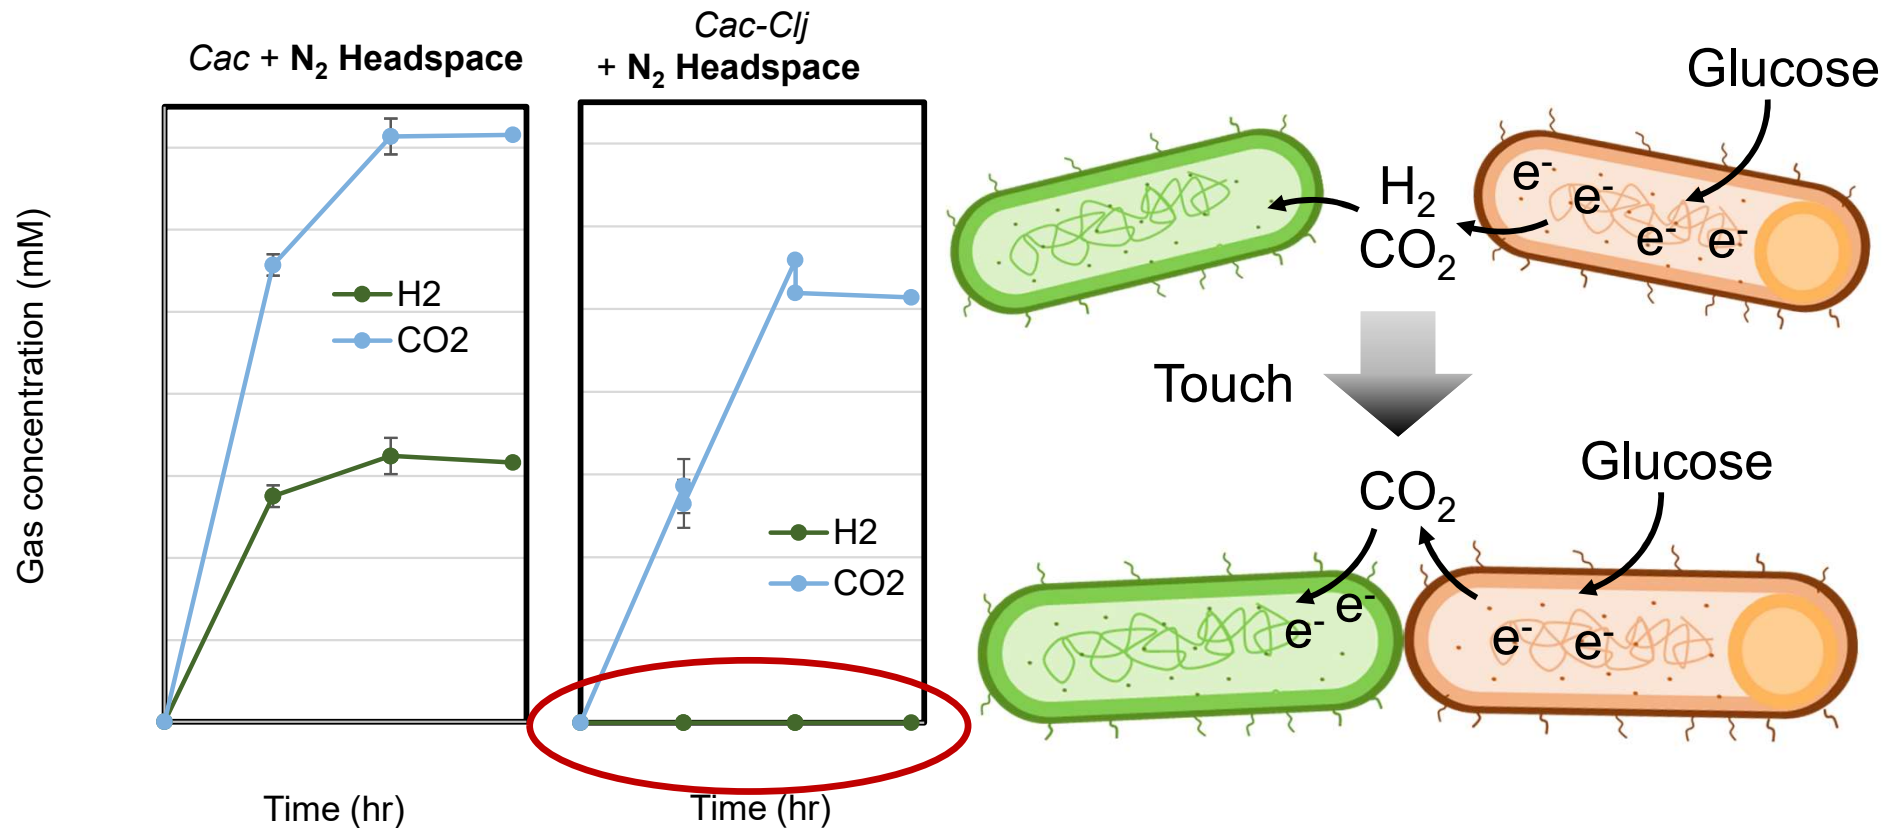 Cac + N₂ Headspace
Cac-Clj
+ N₂ Headspace
Gas concentration (mM)
H2
CO2
H2
CO2
Time (hr)
Time (hr)
Glucose
H₂
CO₂
e⁻
e⁻
e⁻
e⁻
Touch
CO₂
Glucose
e⁻
e⁻
e⁻
e⁻